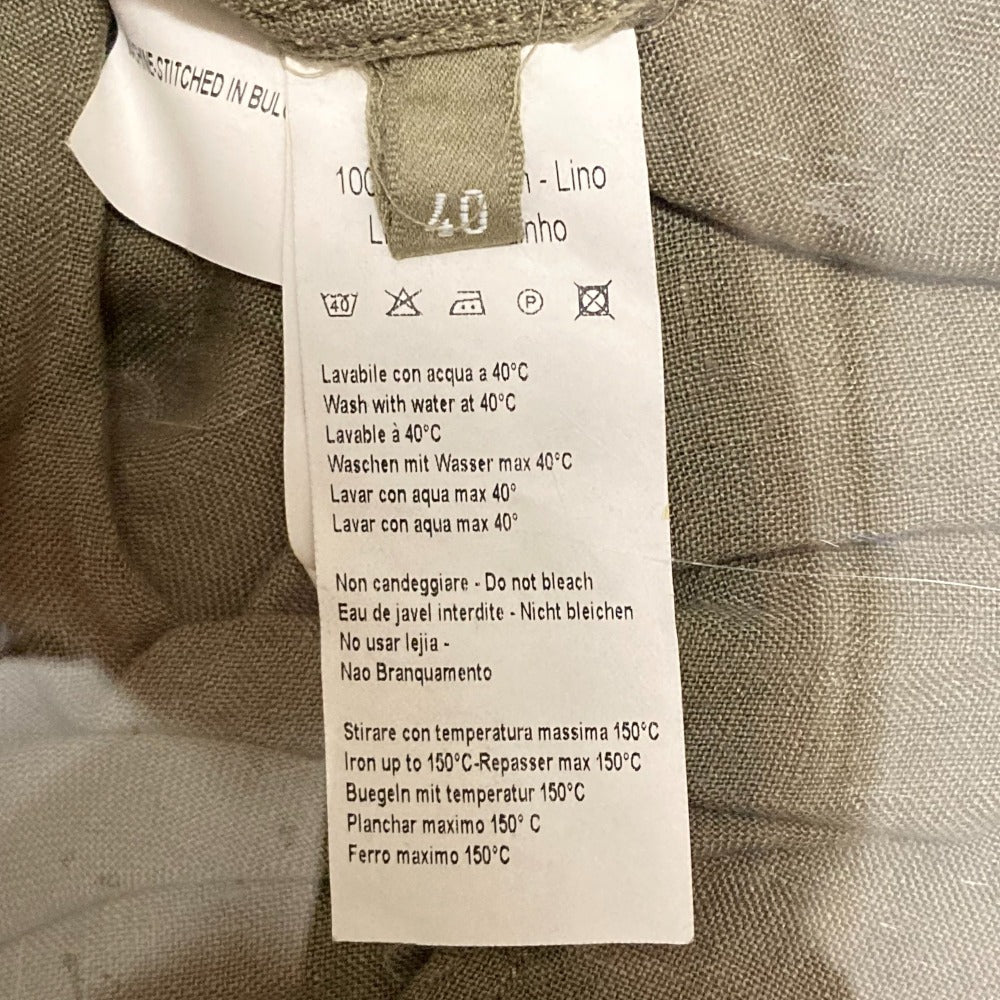 STITCHED IN BUL
40
100 - Lino
nho
40 P
Lavabile con acqua a 40°C
Wash with water at 40°C
Lavable à 40°C
Waschen mit Wasser max 40°C
Lavar con aqua max 40°
Lavar con aqua max 40°
Non candeggiare - Do not bleach
Eau de javel interdite - Nicht bleichen
No usar lejia -
Nao Branquamento
Stirare con temperatura massima 150°C
Iron up to 150°C-Repasser max 150°C
Buegeln mit temperatur 150°C
Planchar maximo 150° C
Ferro maximo 150°C